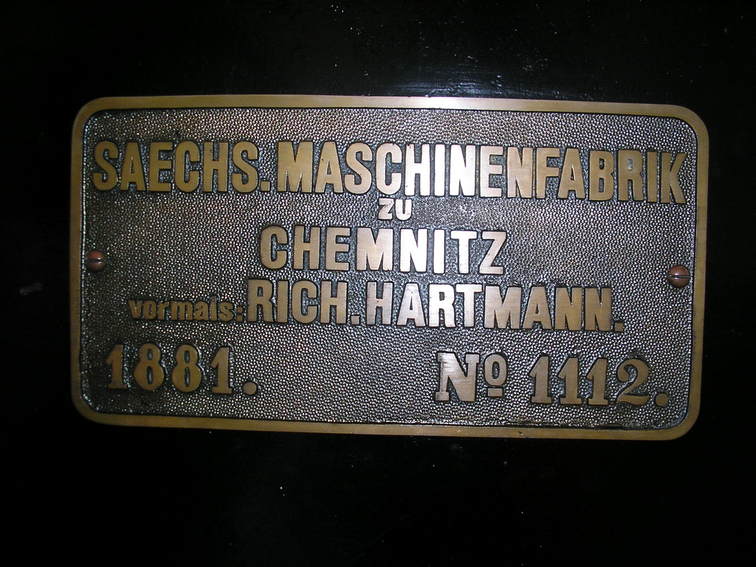 SAECHS. MASCHINENFABRIK
ZU
CHEMNITZ
vormals: RICH. HARTMANN.
1881. No 1112.